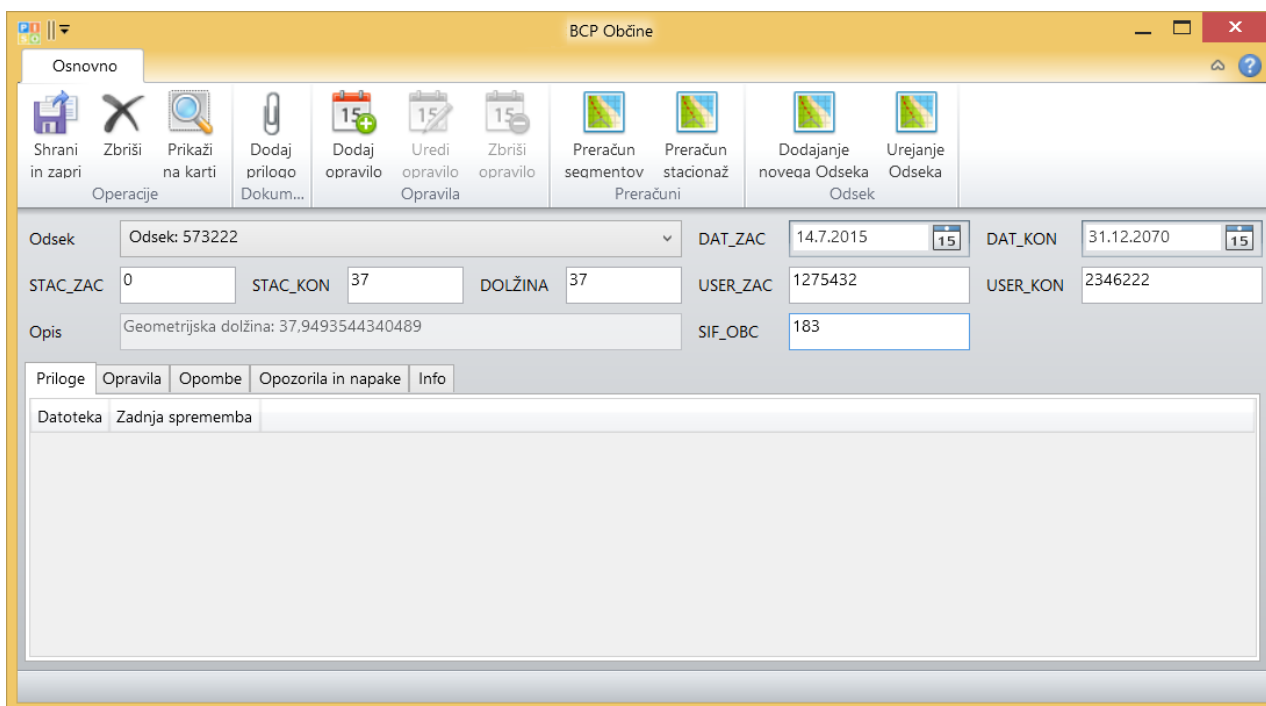 BCP Občine
Osnovno
Shrani in zapri
Zbriši
Prikaži na karti
Dodaj prilogo
Dodaj opravilo
Uredi opravilo
Zbriši opravilo
Preračun segmentov
Preračun stacionaž
Dodajanje novega Odseka
Urejanje Odseka
Operacije
Dokum...
Opravila
Preračuni
Odsek
Odsek Odsek: 573222 DAT_ZAC 14.7.2015 15 DAT_KON 31.12.2070 15
STAC_ZAC 0 STAC_KON 37 DOLŽINA 37 USER_ZAC 1275432 USER_KON 2346222
Opis Geometrijska dolžina: 37,9493544340489 SIF_OBC 183
Priloge Opravila Opombe Opozorila in napake Info
Datoteka Zadnja sprememba